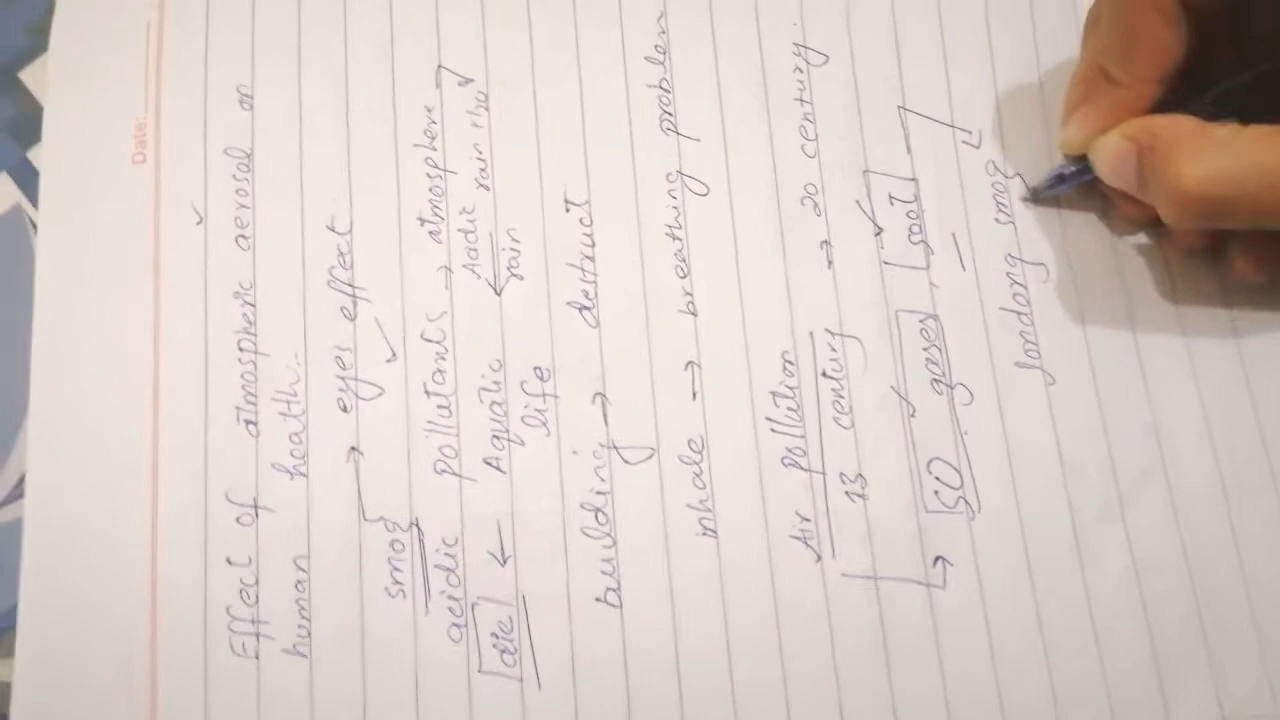 Date:
Effect of atmospheric aerosol on
human health.
smog → eyes effect
acidic pollutants → atmosphere
Acidic rain
die ← Aquatic life ← rain
building → destruct
inhale → breathing problem
Air pollution
13 century → 20 century
→ SO gases, soot
londong smog